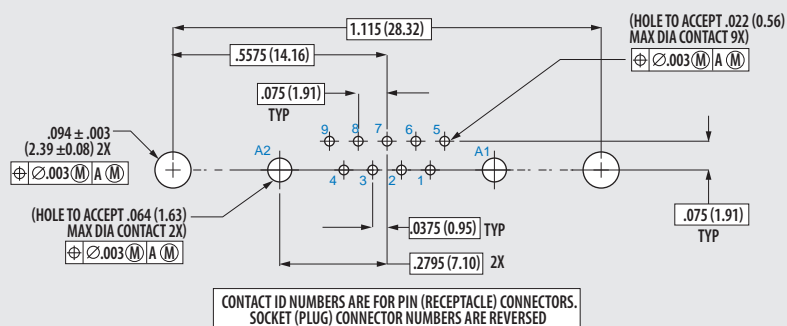 1.115 (28.32)
(HOLE TO ACCEPT .022 (0.56)
MAX DIA CONTACT 9X)
⌖ ∅.003 Ⓜ A Ⓜ
.5575 (14.16)
.075 (1.91)
TYP
9 8 7 6 5
.094 ± .003
(2.39 ±0.08) 2X
⌖ ∅.003 Ⓜ A Ⓜ
A2
A1
4 3 2 1
(HOLE TO ACCEPT .064 (1.63)
MAX DIA CONTACT 2X)
⌖ ∅.003 Ⓜ A Ⓜ
.0375 (0.95) TYP
.075 (1.91)
TYP
.2795 (7.10) 2X
CONTACT ID NUMBERS ARE FOR PIN (RECEPTACLE) CONNECTORS.
SOCKET (PLUG) CONNECTOR NUMBERS ARE REVERSED